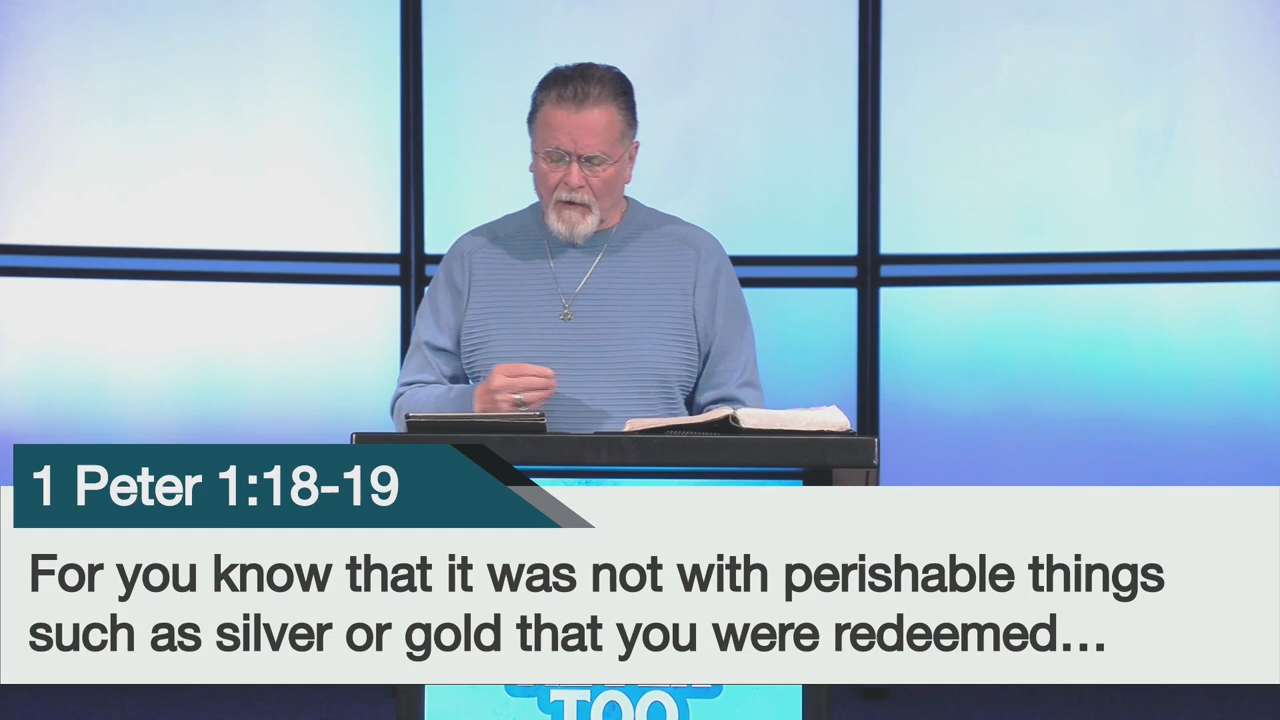 1 Peter 1:18-19
For you know that it was not with perishable things
such as silver or gold that you were redeemed...
TOO